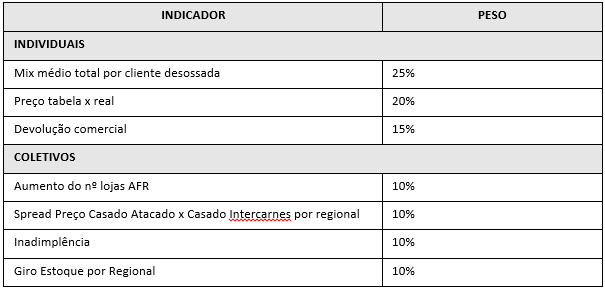 INDICADOR PESO
INDIVIDUAIS
Mix médio total por cliente desossada 25%
Preço tabela x real 20%
Devolução comercial 15%
COLETIVOS
Aumento do nº lojas AFR 10%
Spread Preço Casado Atacado x Casado Intercarnes por regional 10%
Inadimplência 10%
Giro Estoque por Regional 10%